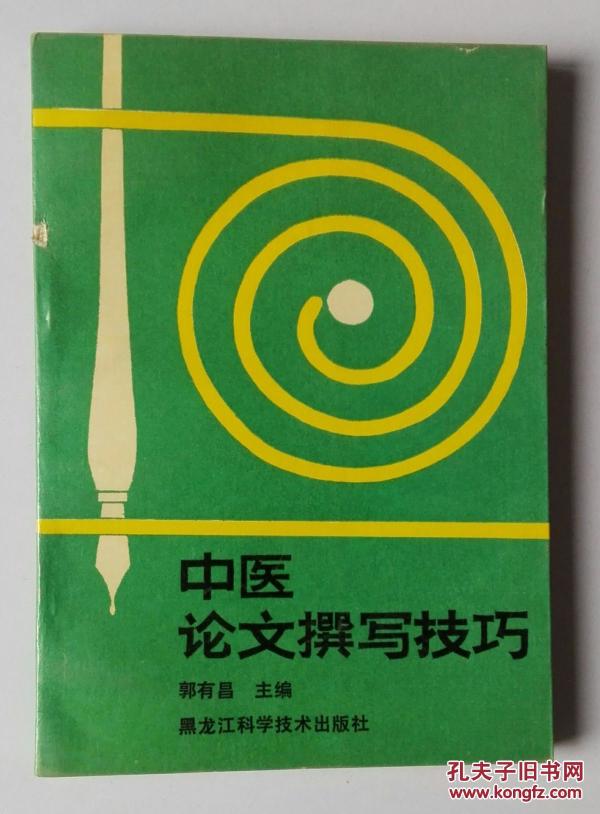 中医
论文撰写技巧
郭有昌 主编
黑龙江科学技术出版社
孔夫子旧书网
www.kongfz.com